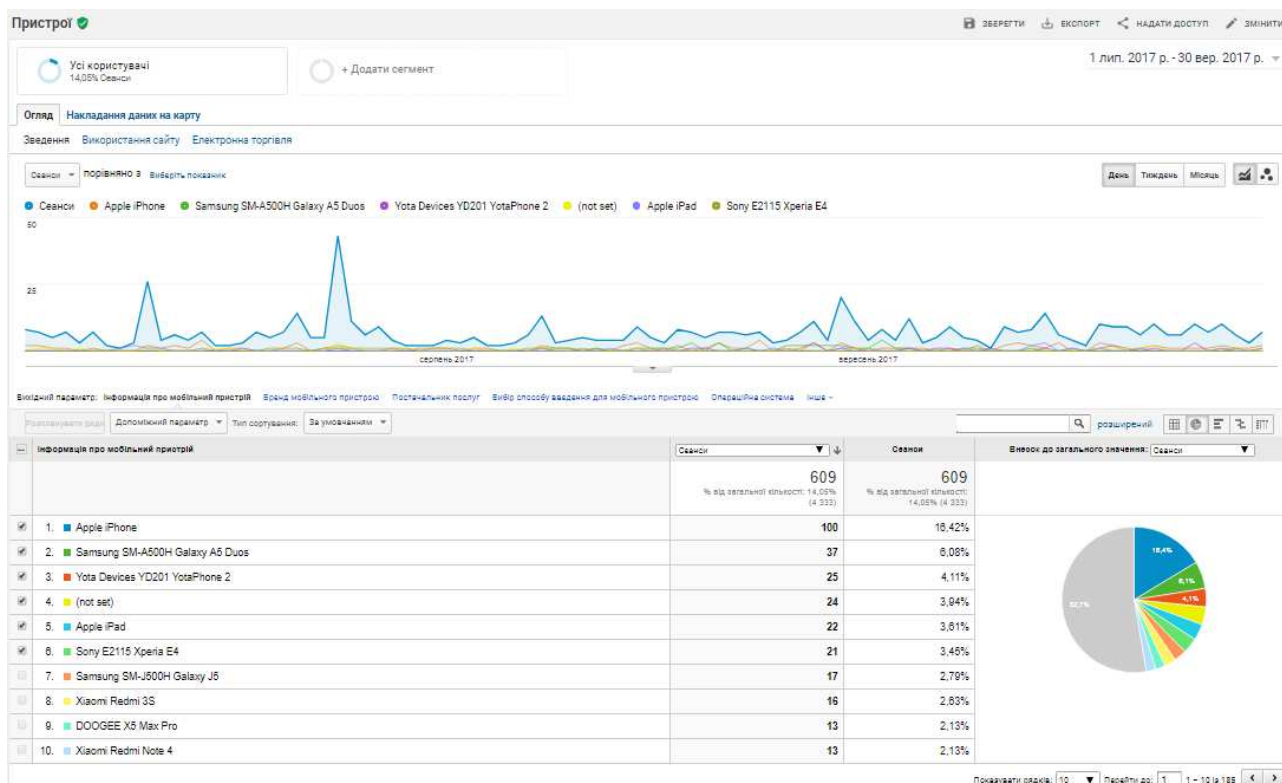 Пристрої
ЗБЕРЕГТИ ЕКСПОРТ НАДАТИ ДОСТУП ЗМІНИТИ
Усі користувачі
14,05% Сеанси
+ Додати сегмент
1 лип. 2017 р. - 30 вер. 2017 р.
Огляд Накладання даних на карту
Зведення Використання сайту Електронна торгівля
Сеанси порівняно з Виберіть показник
День Тиждень Місяць
Сеанси Apple iPhone Samsung SM-A500H Galaxy A5 Duos Yota Devices YD201 YotaPhone 2 (not set) Apple iPad Sony E2115 Xperia E4
50
25
серпень 2017 вересень 2017
Вихідний параметр: Інформація про мобільний пристрій Бренд мобільного пристрою Постачальник послуг Вибір способу введення для мобільного пристрою Операційна система Інше
Допоміжний параметр Тип сортування: За умовчанням
розширений
Інформація про мобільний пристрій Сеанси Сеанси Внесок до загального значення: Сеанси
609 609
% від загальної кількості: 14,05% (4 333) % від загальної кількості: 14,05% (4 333)
1. Apple iPhone 100 16,42%
2. Samsung SM-A500H Galaxy A5 Duos 37 6,08%
3. Yota Devices YD201 YotaPhone 2 25 4,11%
4. (not set) 24 3,94%
5. Apple iPad 22 3,61%
6. Sony E2115 Xperia E4 21 3,45%
7. Samsung SM-J500H Galaxy J5 17 2,79%
8. Xiaomi Redmi 3S 16 2,63%
9. DOOGEE X5 Max Pro 13 2,13%
10. Xiaomi Redmi Note 4 13 2,13%
16,4%
6,1%
4,1%
52,7%
Показувати рядків: 10 Перейти до: 1 1 – 10 із 185